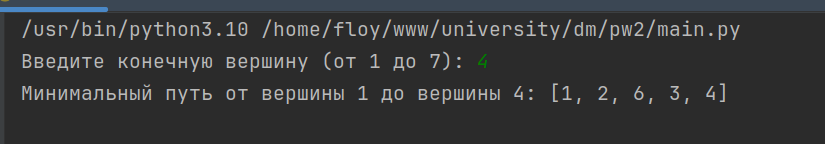 /usr/bin/python3.10 /home/floy/www/university/dm/pw2/main.py
Введите конечную вершину (от 1 до 7): 4
Минимальный путь от вершины 1 до вершины 4: [1, 2, 6, 3, 4]